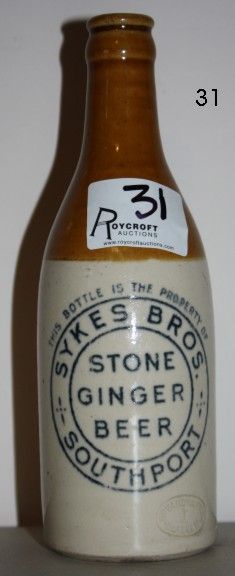 31
31
ROYCROFT
AUCTIONS
www.roycroftauctions.com
THIS BOTTLE IS THE PROPERTY OF
SYKES BROS.
STONE
GINGER
BEER
SOUTHPORT